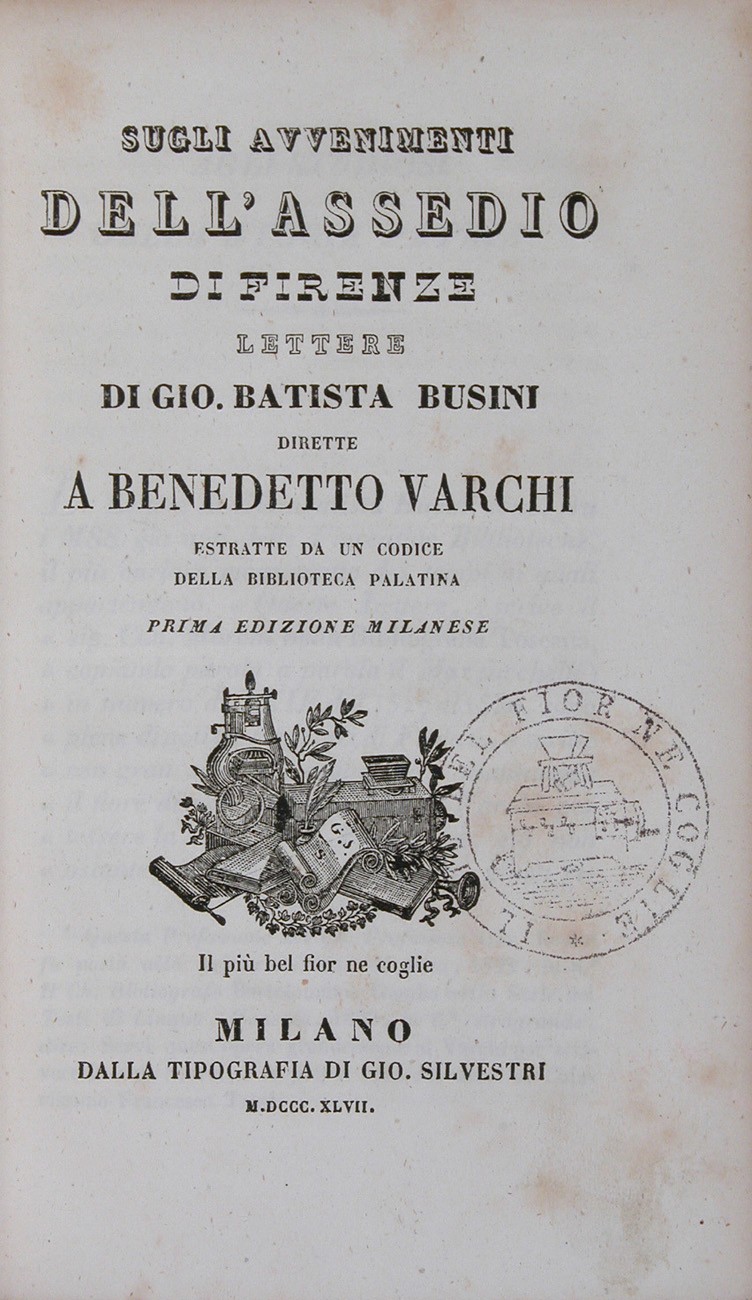 SUGLI AVVENIMENTI
DELL'ASSEDIO
DI FIRENZE
LETTERE
DI GIO. BATISTA BUSINI
DIRETTE
A BENEDETTO VARCHI
ESTRATTE DA UN CODICE
DELLA BIBLIOTECA PALATINA
PRIMA EDIZIONE MILANESE
G. S.
S.
IL PIÙ BEL FIOR NE COGLIE
Il più bel fior ne coglie
MILANO
DALLA TIPOGRAFIA DI GIO. SILVESTRI
M.DCCC.XLVII.